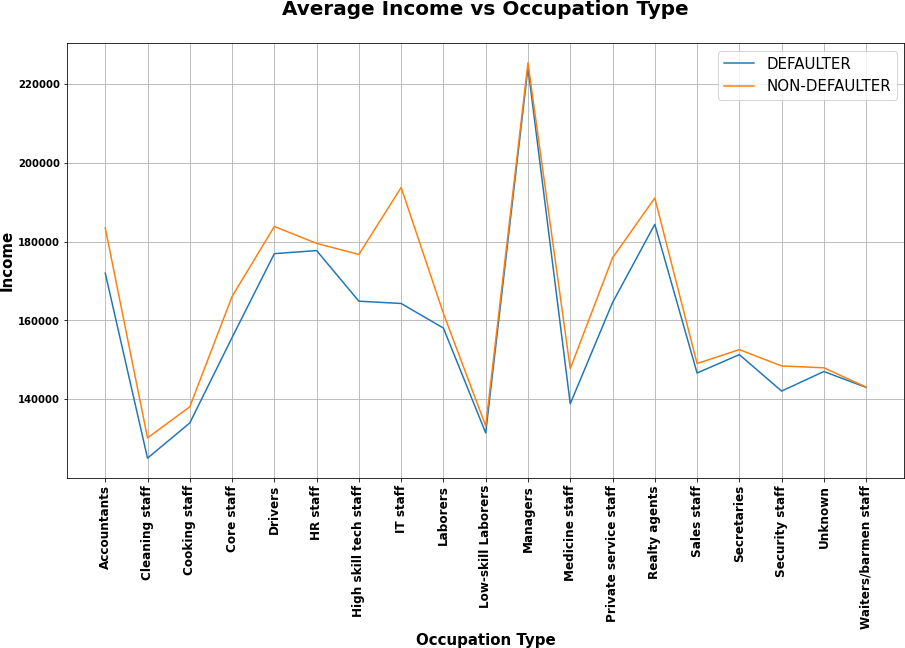 Average Income vs Occupation Type
DEFAULTER
NON-DEFAULTER
220000
200000
180000
160000
140000
Income
Accountants
Cleaning staff
Cooking staff
Core staff
Drivers
HR staff
High skill tech staff
IT staff
Laborers
Low-skill Laborers
Managers
Medicine staff
Private service staff
Realty agents
Sales staff
Secretaries
Security staff
Unknown
Waiters/barmen staff
Occupation Type